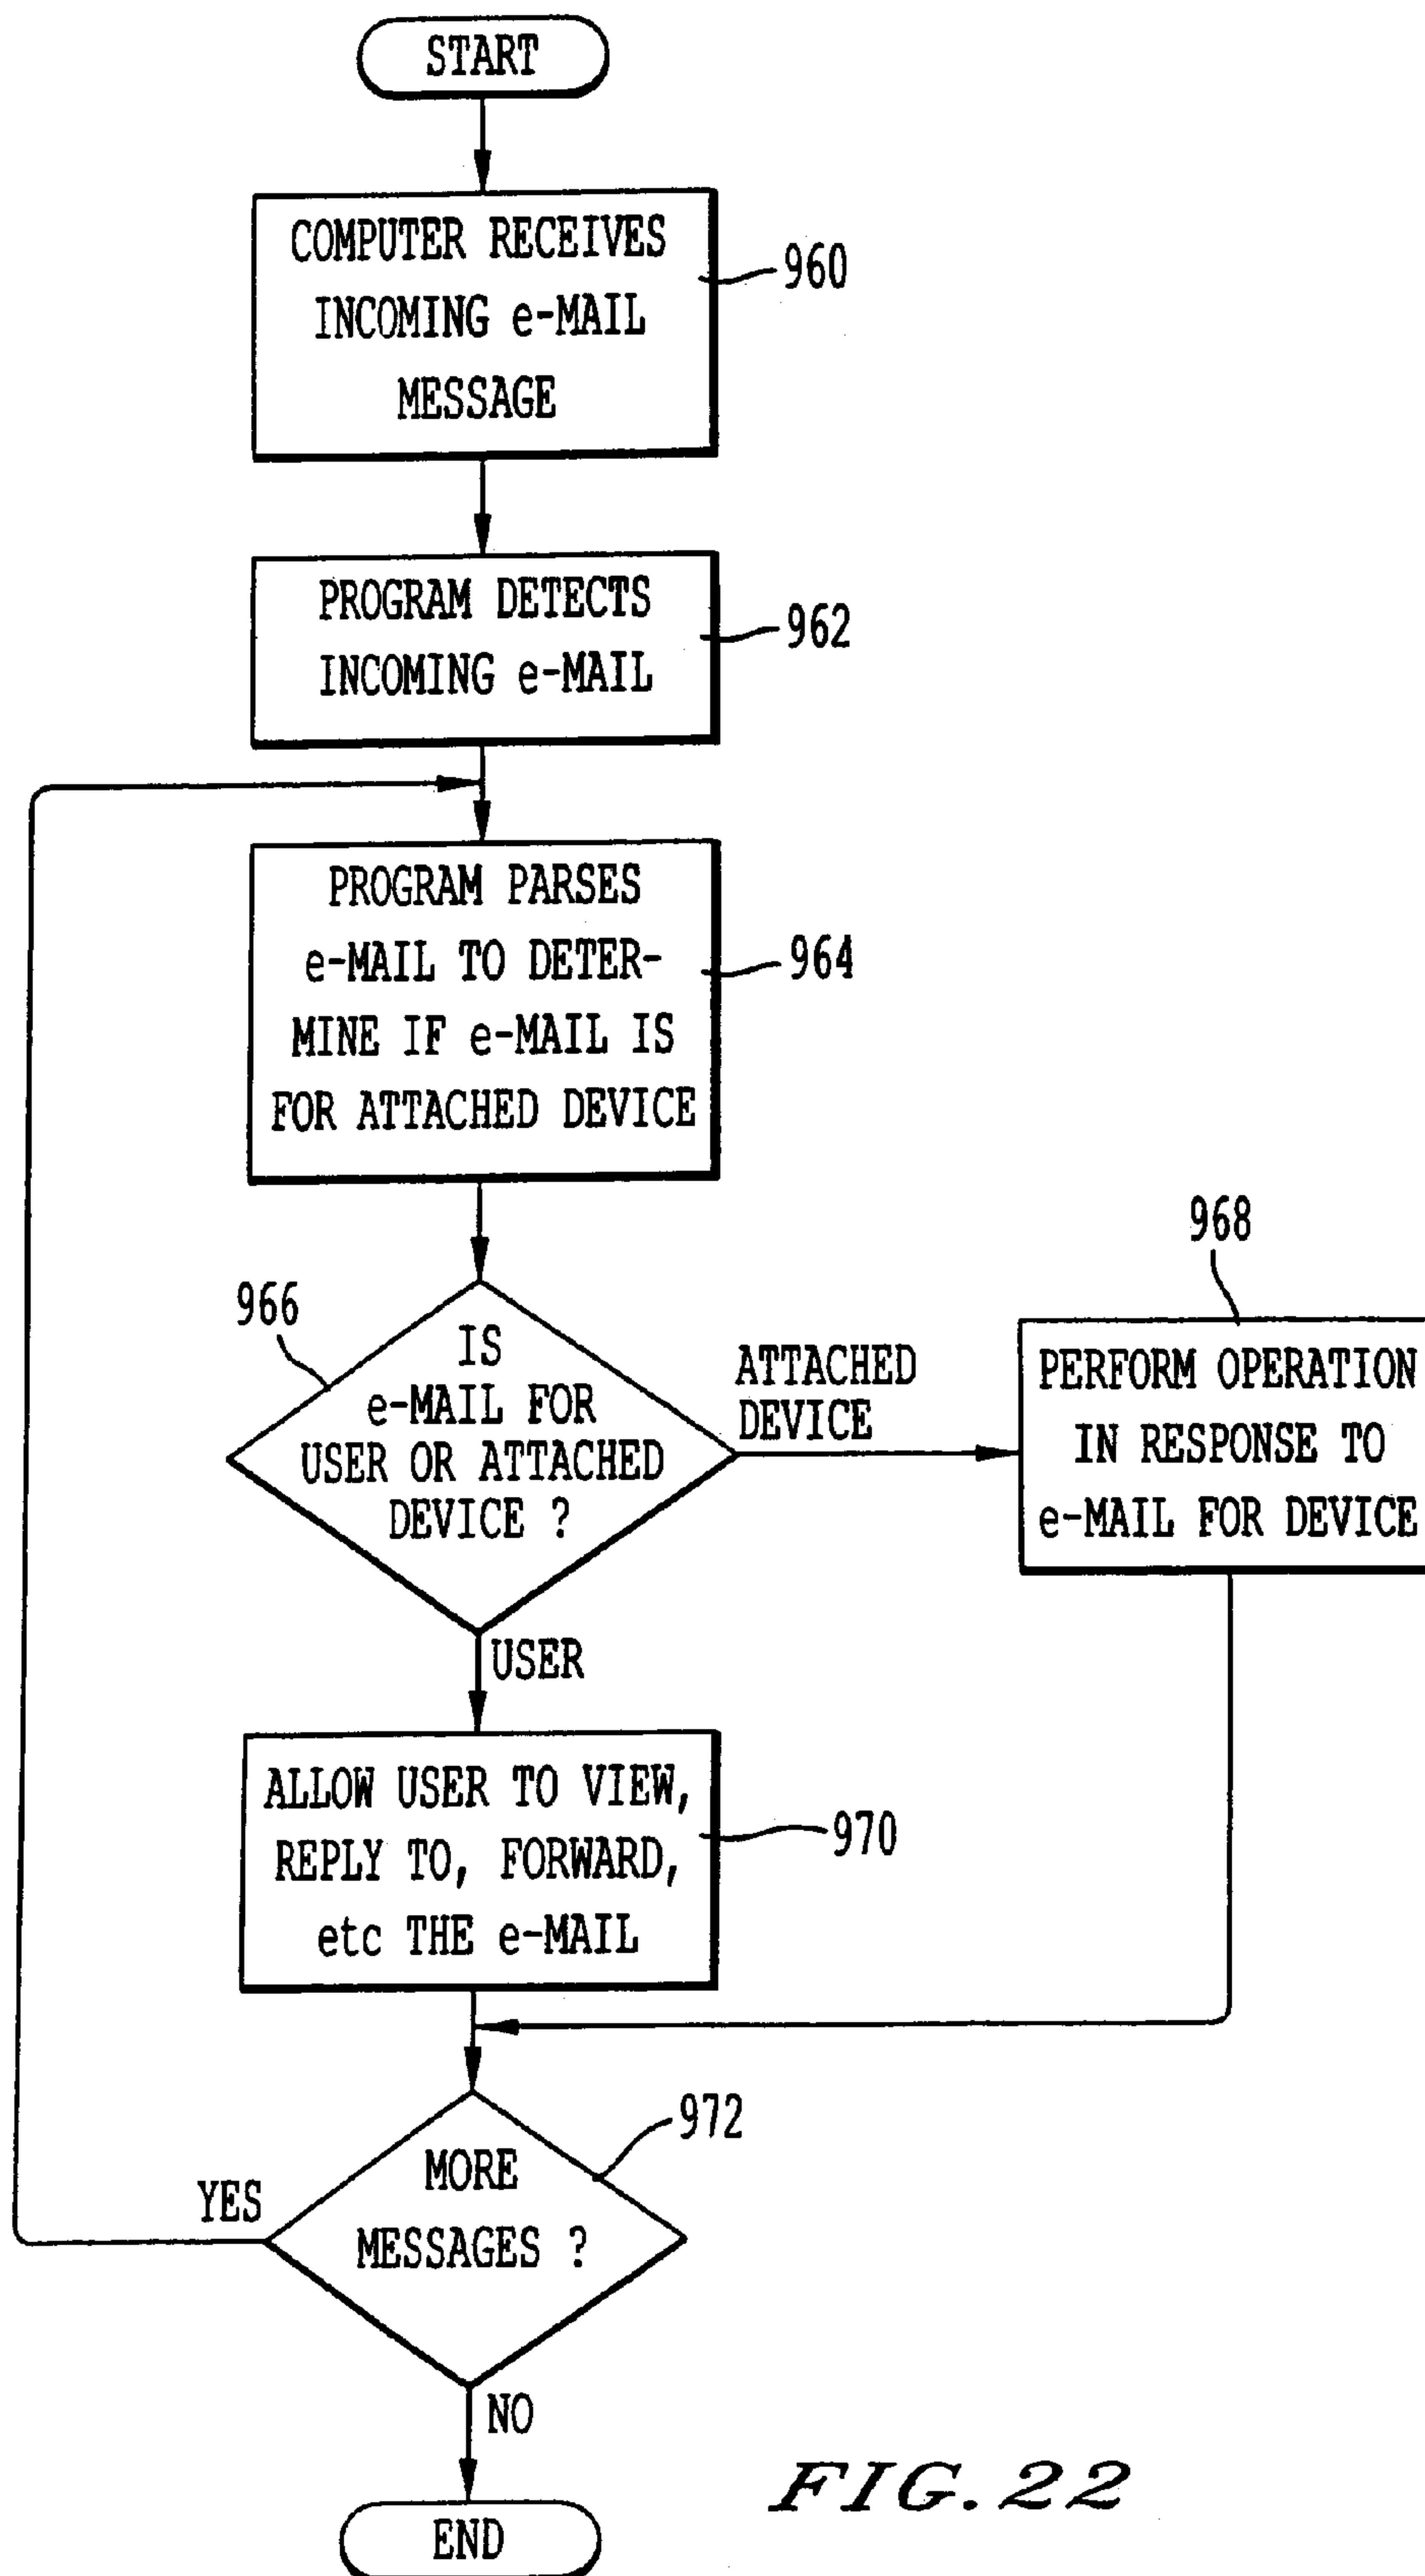 START
COMPUTER RECEIVES
INCOMING e-MAIL
MESSAGE
960
PROGRAM DETECTS
INCOMING e-MAIL
962
PROGRAM PARSES
e-MAIL TO DETER-
MINE IF e-MAIL IS
FOR ATTACHED DEVICE
964
966
IS
e-MAIL FOR
USER OR ATTACHED
DEVICE ?
ATTACHED
DEVICE
968
PERFORM OPERATION
IN RESPONSE TO
e-MAIL FOR DEVICE
USER
ALLOW USER TO VIEW,
REPLY TO, FORWARD,
etc THE e-MAIL
970
972
MORE
MESSAGES ?
YES
NO
END
FIG. 22